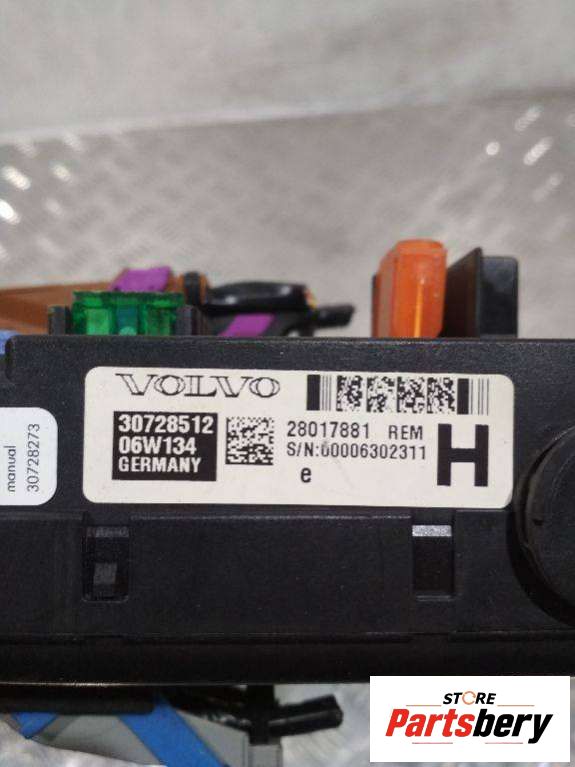 VOLVO
30728512
06W134
GERMANY
28017881 REM
S/N:00006302311
e
H
manual
30728273
STORE
Partsbery